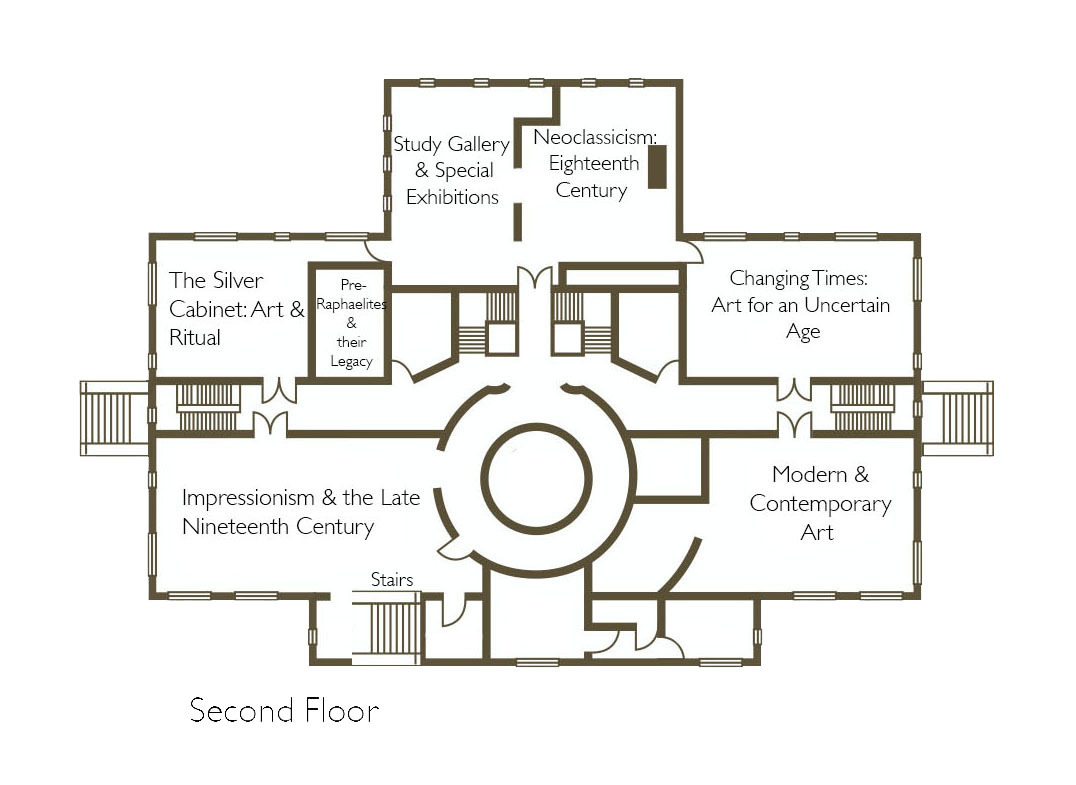 Study Gallery
& Special
Exhibitions
Neoclassicism:
Eighteenth
Century
The Silver
Cabinet: Art &
Ritual
Pre-
Raphaelites
&
their
Legacy
Changing Times:
Art for an Uncertain
Age
Impressionism & the Late
Nineteenth Century
Modern &
Contemporary
Art
Stairs
Second Floor